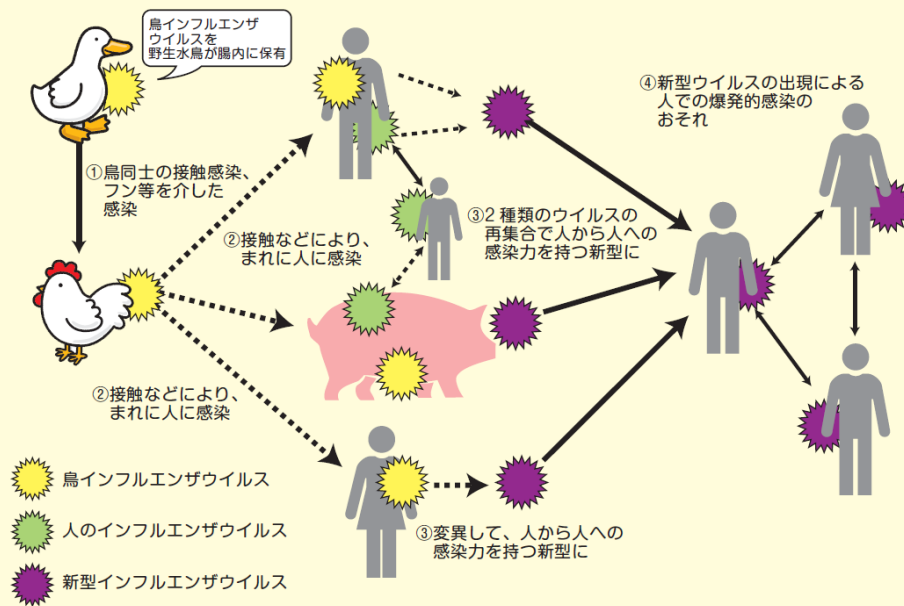 鳥インフルエンザ
ウイルスを
野生水鳥が腸内に保有
①鳥同士の接触感染、
フン等を介した
感染
②接触などにより、
まれに人に感染
③2種類のウイルスの
再集合で人から人への
感染力を持つ新型に
④新型ウイルスの出現による
人での爆発的感染の
おそれ
②接触などにより、
まれに人に感染
③変異して、人から人への
感染力を持つ新型に
鳥インフルエンザウイルス
人のインフルエンザウイルス
新型インフルエンザウイルス